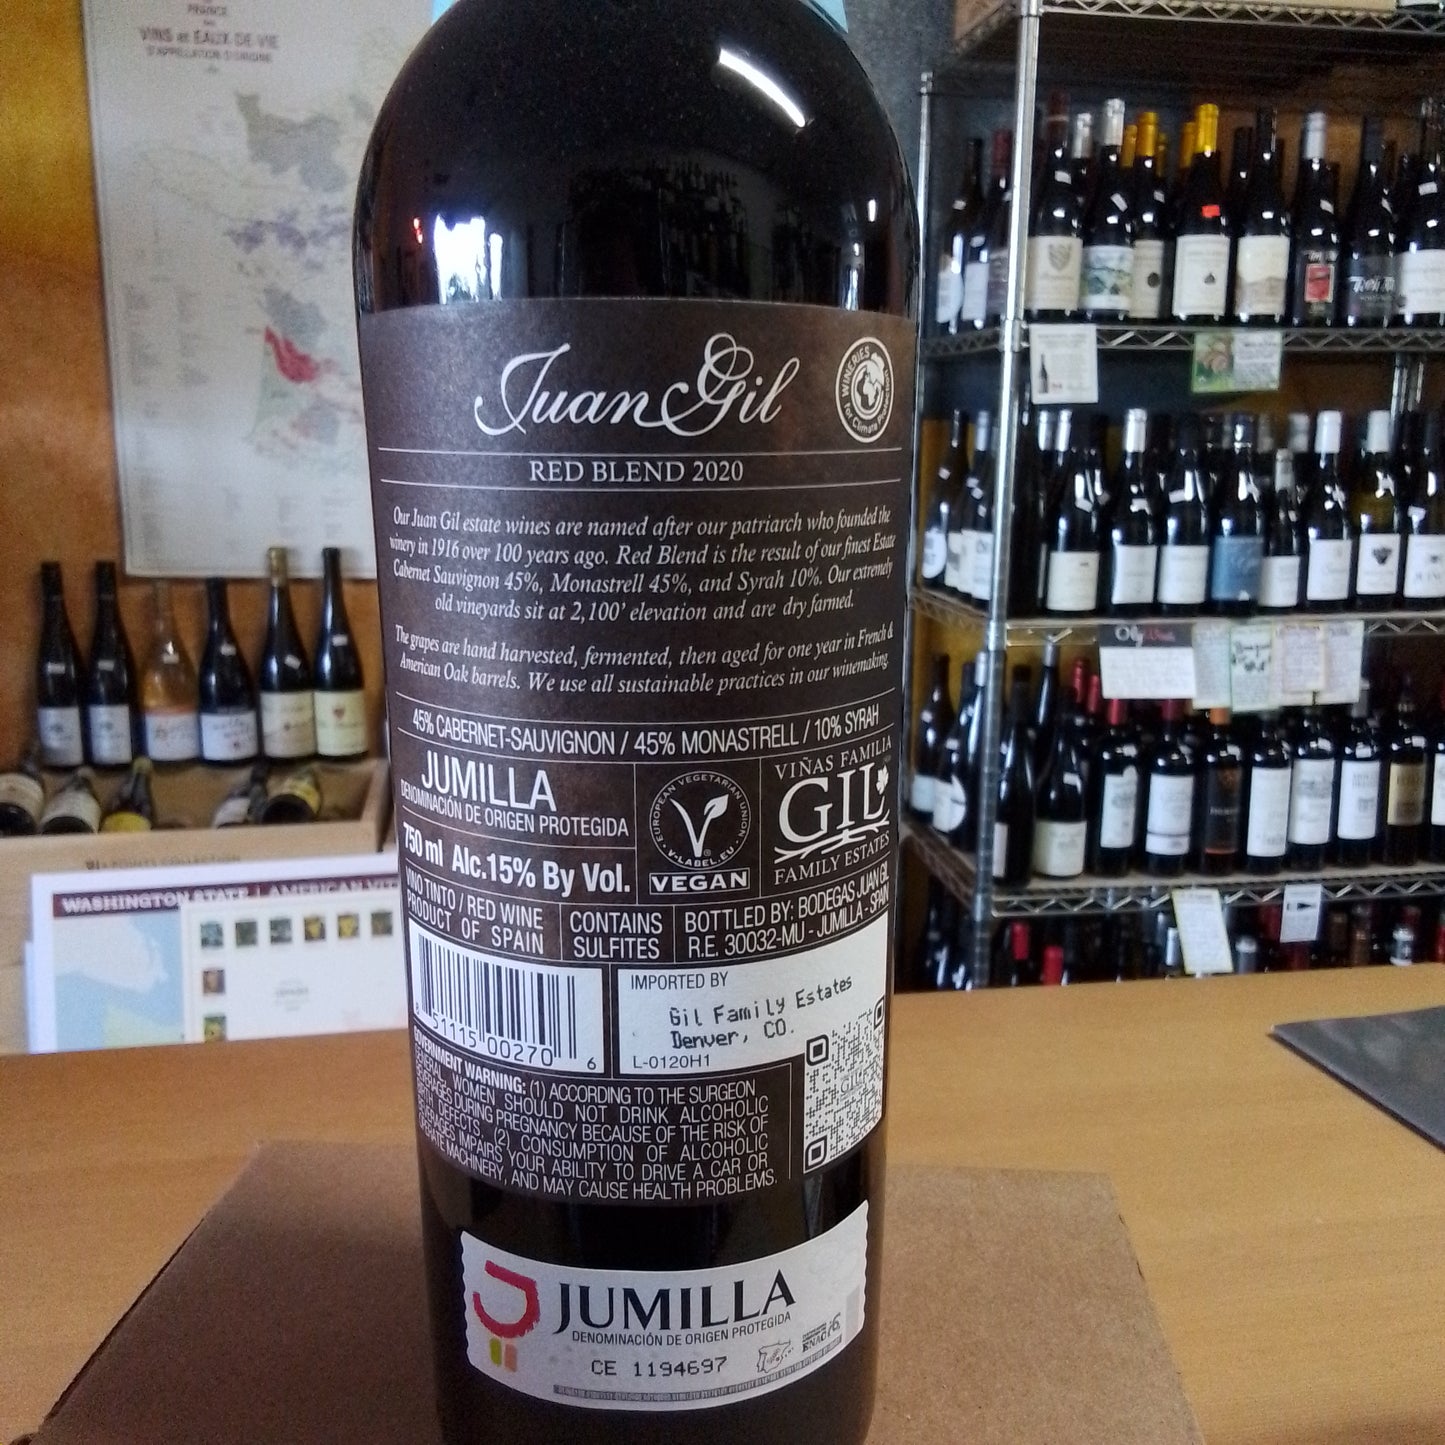 FRANCE
VINS et EAUX DE VIE
D'APPELLATION D'ORIGINE
Juan Gil
WINERIES for Climate Protection
RED BLEND 2020
Our Juan Gil estate wines are named after our patriarch who founded the
winery in 1916 over 100 years ago. Red Blend is the result of our finest Estate
Cabernet Sauvignon 45%, Monastrell 45%, and Syrah 10%. Our extremely
old vineyards sit at 2,100' elevation and are dry farmed.
The grapes are hand harvested, fermented, then aged for one year in French &
American Oak barrels. We use all sustainable practices in our winemaking.
45% CABERNET-SAUVIGNON / 45% MONASTRELL / 10% SYRAH
JUMILLA
DENOMINACIÓN DE ORIGEN PROTEGIDA
750 ml Alc.15% By Vol.
EUROPEAN VEGETARIAN UNION
V-LABEL.EU
VEGAN
VIÑAS FAMILIA
GIL
FAMILY ESTATES
VINO TINTO / RED WINE
PRODUCT OF SPAIN
CONTAINS
SULFITES
BOTTLED BY: BODEGAS JUAN GIL
R.E. 30032-MU - JUMILLA - SPAIN
8 51115 00270 6
IMPORTED BY
Gil Family Estates
Denver, CO.
L-0120H1
GIL
GOVERNMENT WARNING: (1) ACCORDING TO THE SURGEON
GENERAL, WOMEN SHOULD NOT DRINK ALCOHOLIC
BEVERAGES DURING PREGNANCY BECAUSE OF THE RISK OF
BIRTH DEFECTS. (2) CONSUMPTION OF ALCOHOLIC
BEVERAGES IMPAIRS YOUR ABILITY TO DRIVE A CAR OR
OPERATE MACHINERY, AND MAY CAUSE HEALTH PROBLEMS.
JUMILLA
DENOMINACIÓN DE ORIGEN PROTEGIDA
CE 1194697
ENAC
WASHINGTON STATE | AMERICAN VIT